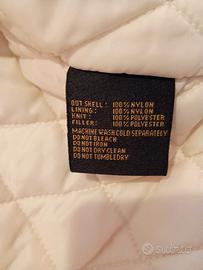 OUT SHELL: 100% NYLON
LINING: 100% NYLON
KNIT: 100% POLYESTER
FILLER: 100% POLYESTER
MACHINE WASH COLD SEPARATELY
DO NOT BLEACH
DO NOT IRON
DO NOT DRY CLEAN
DO NOT TUMBLEDRY
subito